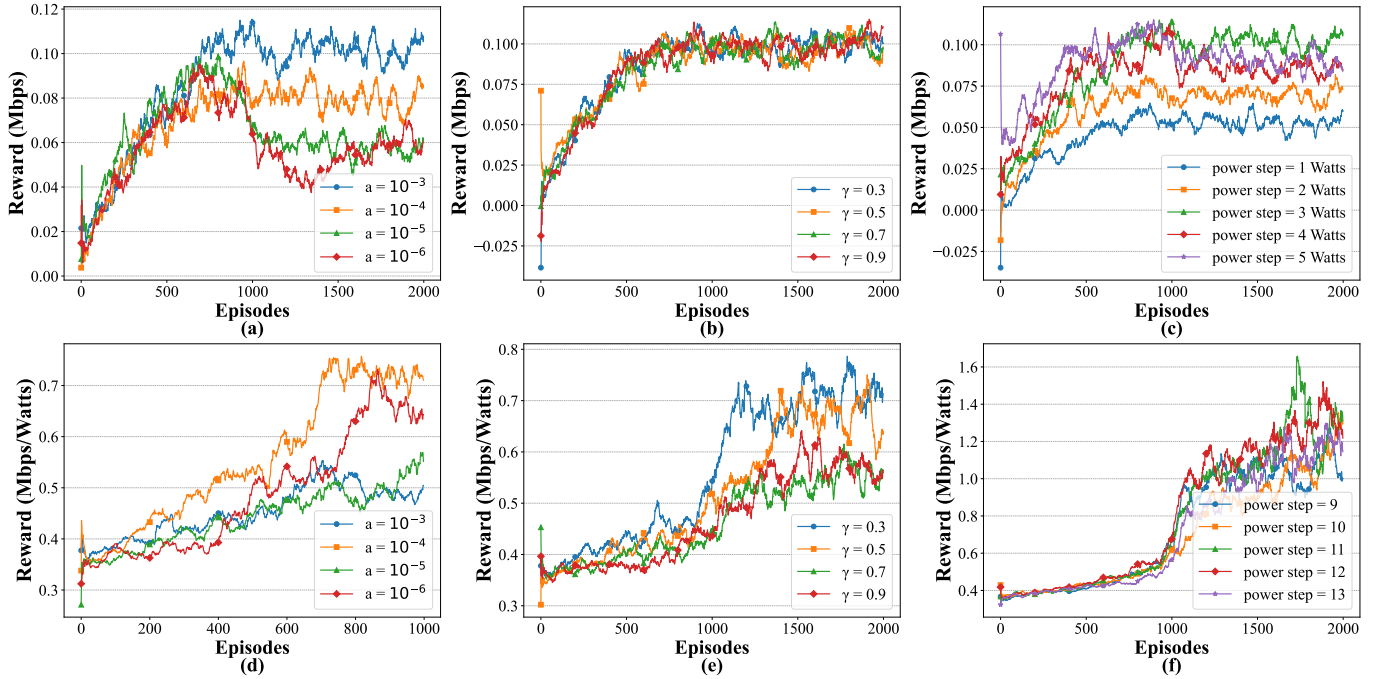 0.12
0.10
0.08
0.06
0.04
0.02
0.00
Reward (Mbps)
a = 10⁻³
a = 10⁻⁴
a = 10⁻⁵
a = 10⁻⁶
0 500 1000 1500 2000
Episodes
(a)
0.100
0.075
0.050
0.025
0.000
−0.025
Reward (Mbps)
γ = 0.3
γ = 0.5
γ = 0.7
γ = 0.9
0 500 1000 1500 2000
Episodes
(b)
0.100
0.075
0.050
0.025
0.000
−0.025
Reward (Mbps)
power step = 1 Watts
power step = 2 Watts
power step = 3 Watts
power step = 4 Watts
power step = 5 Watts
0 500 1000 1500 2000
Episodes
(c)
0.7
0.6
0.5
0.4
0.3
Reward (Mbps/Watts)
a = 10⁻³
a = 10⁻⁴
a = 10⁻⁵
a = 10⁻⁶
0 200 400 600 800 1000
Episodes
(d)
0.8
0.7
0.6
0.5
0.4
0.3
Reward (Mbps/Watts)
γ = 0.3
γ = 0.5
γ = 0.7
γ = 0.9
0 500 1000 1500 2000
Episodes
(e)
1.6
1.4
1.2
1.0
0.8
0.6
0.4
Reward (Mbps/Watts)
power step = 9
power step = 10
power step = 11
power step = 12
power step = 13
0 500 1000 1500 2000
Episodes
(f)